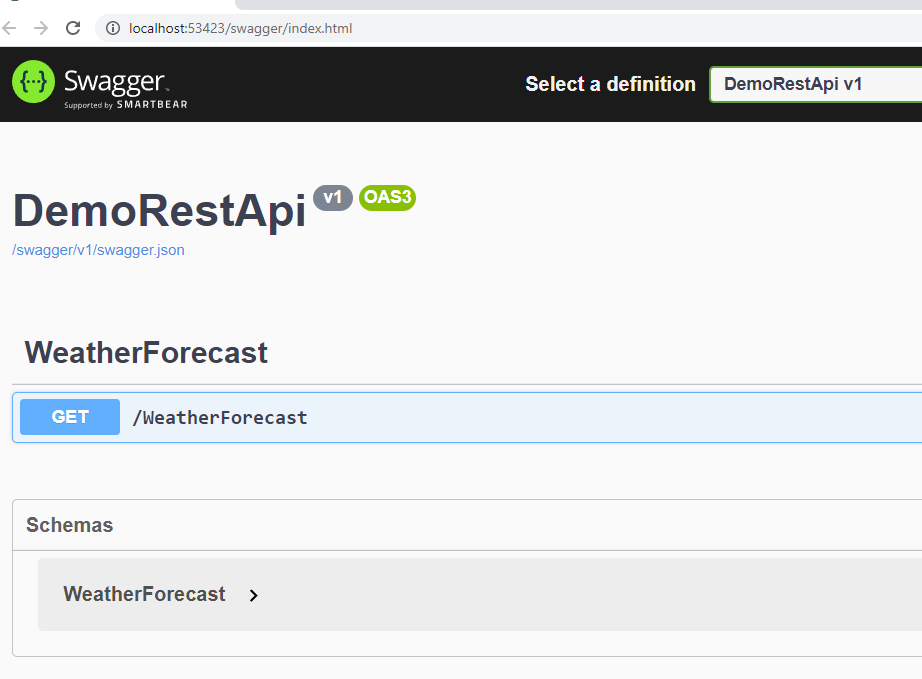 localhost:53423/swagger/index.html
{···} Swagger
Supported by SMARTBEAR
Select a definition
DemoRestApi v1
DemoRestApi v1 OAS3
/swagger/v1/swagger.json
WeatherForecast
GET /WeatherForecast
Schemas
WeatherForecast